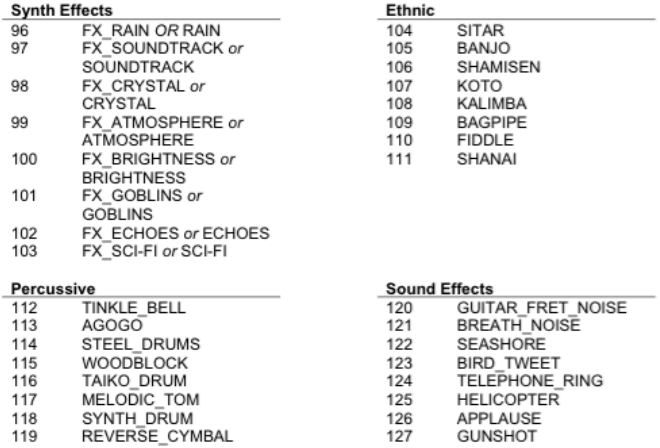 Synth Effects
96 FX_RAIN OR RAIN
97 FX_SOUNDTRACK or
SOUNDTRACK
98 FX_CRYSTAL or
CRYSTAL
99 FX_ATMOSPHERE or
ATMOSPHERE
100 FX_BRIGHTNESS or
BRIGHTNESS
101 FX_GOBLINS or
GOBLINS
102 FX_ECHOES or ECHOES
103 FX_SCI-FI or SCI-FI
Ethnic
104 SITAR
105 BANJO
106 SHAMISEN
107 KOTO
108 KALIMBA
109 BAGPIPE
110 FIDDLE
111 SHANAI
Percussive
112 TINKLE_BELL
113 AGOGO
114 STEEL_DRUMS
115 WOODBLOCK
116 TAIKO_DRUM
117 MELODIC_TOM
118 SYNTH_DRUM
119 REVERSE_CYMBAL
Sound Effects
120 GUITAR_FRET_NOISE
121 BREATH_NOISE
122 SEASHORE
123 BIRD_TWEET
124 TELEPHONE_RING
125 HELICOPTER
126 APPLAUSE
127 GUNSHOT